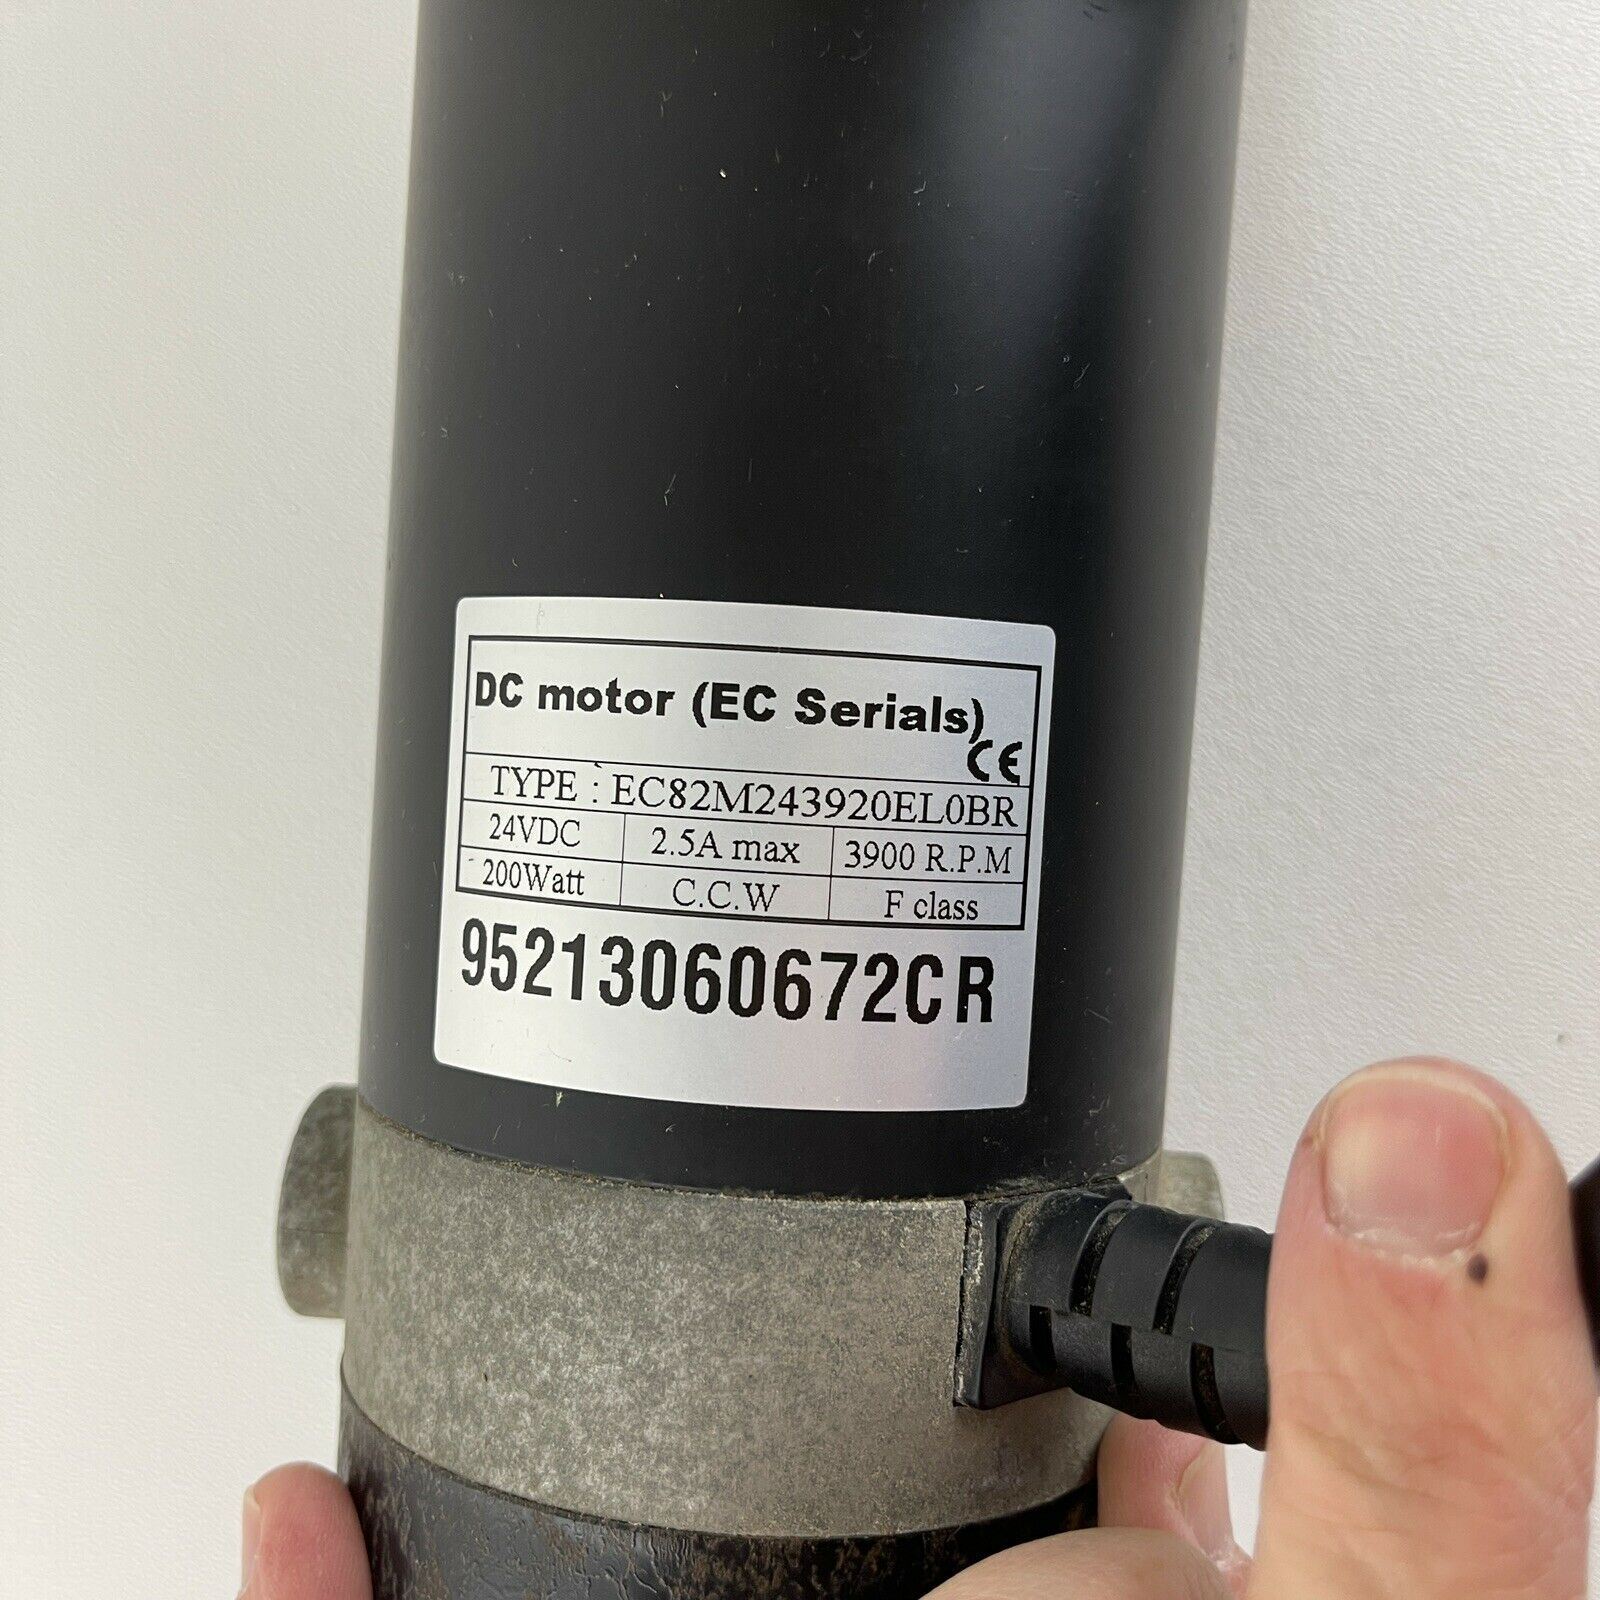 DC motor (EC Serials)
CE
TYPE : EC82M243920EL0BR
24VDC 2.5A max 3900 R.P.M
200Watt C.C.W F class
95213060672CR